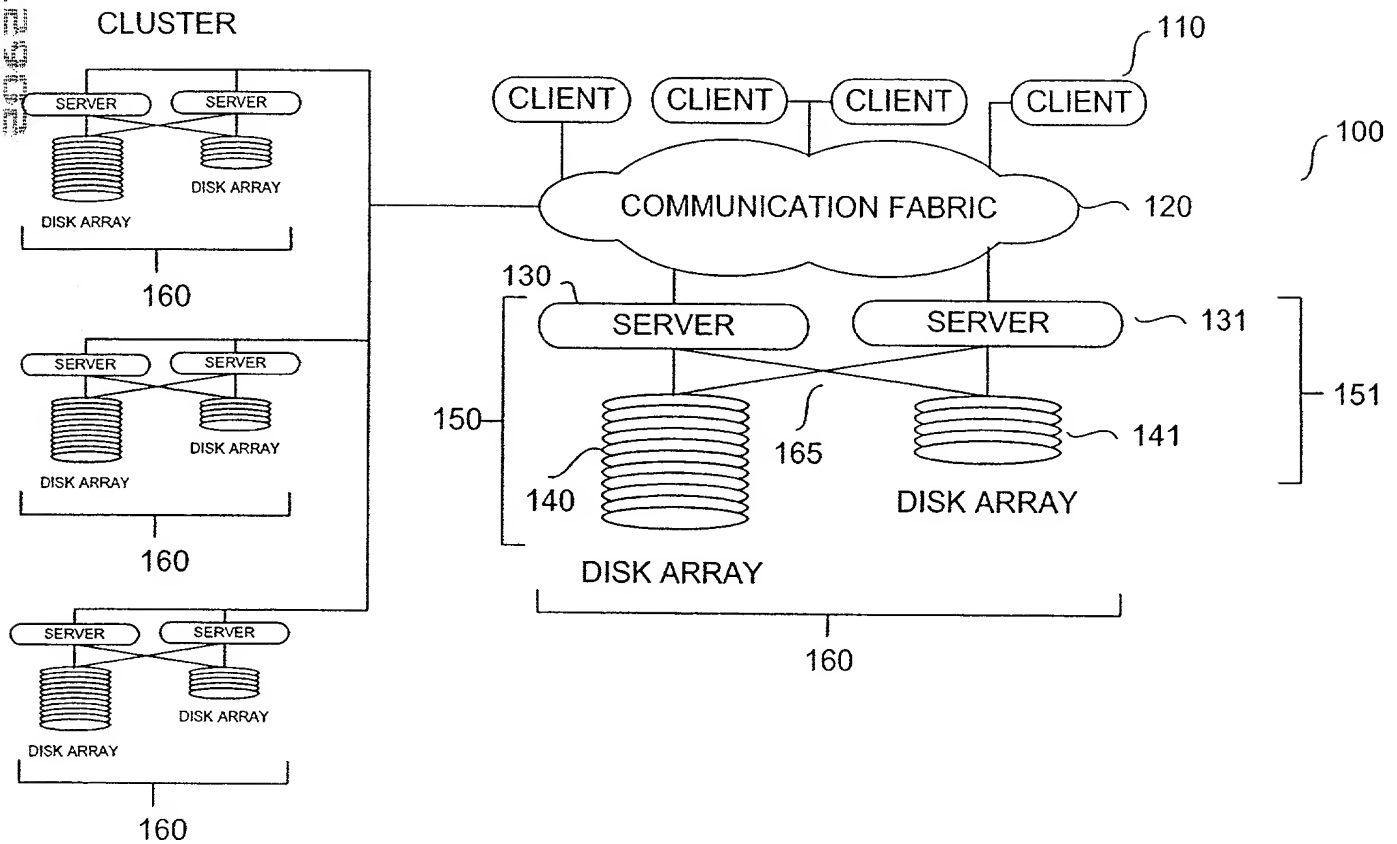 CLUSTER
SERVER
SERVER
DISK ARRAY
DISK ARRAY
160
SERVER
SERVER
DISK ARRAY
DISK ARRAY
160
SERVER
SERVER
DISK ARRAY
DISK ARRAY
160
110
CLIENT
CLIENT
CLIENT
CLIENT
100
COMMUNICATION FABRIC
120
130
SERVER
SERVER
131
150
151
165
141
140
DISK ARRAY
DISK ARRAY
160